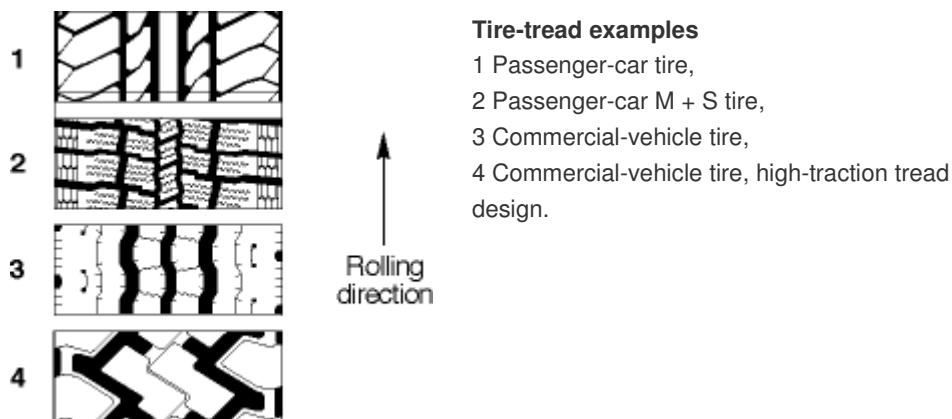 Tire-tread examples
1 Passenger-car tire,
2 Passenger-car M + S tire,
3 Commercial-vehicle tire,
4 Commercial-vehicle tire, high-traction tread
design.
1
2
3
4
Rolling
direction